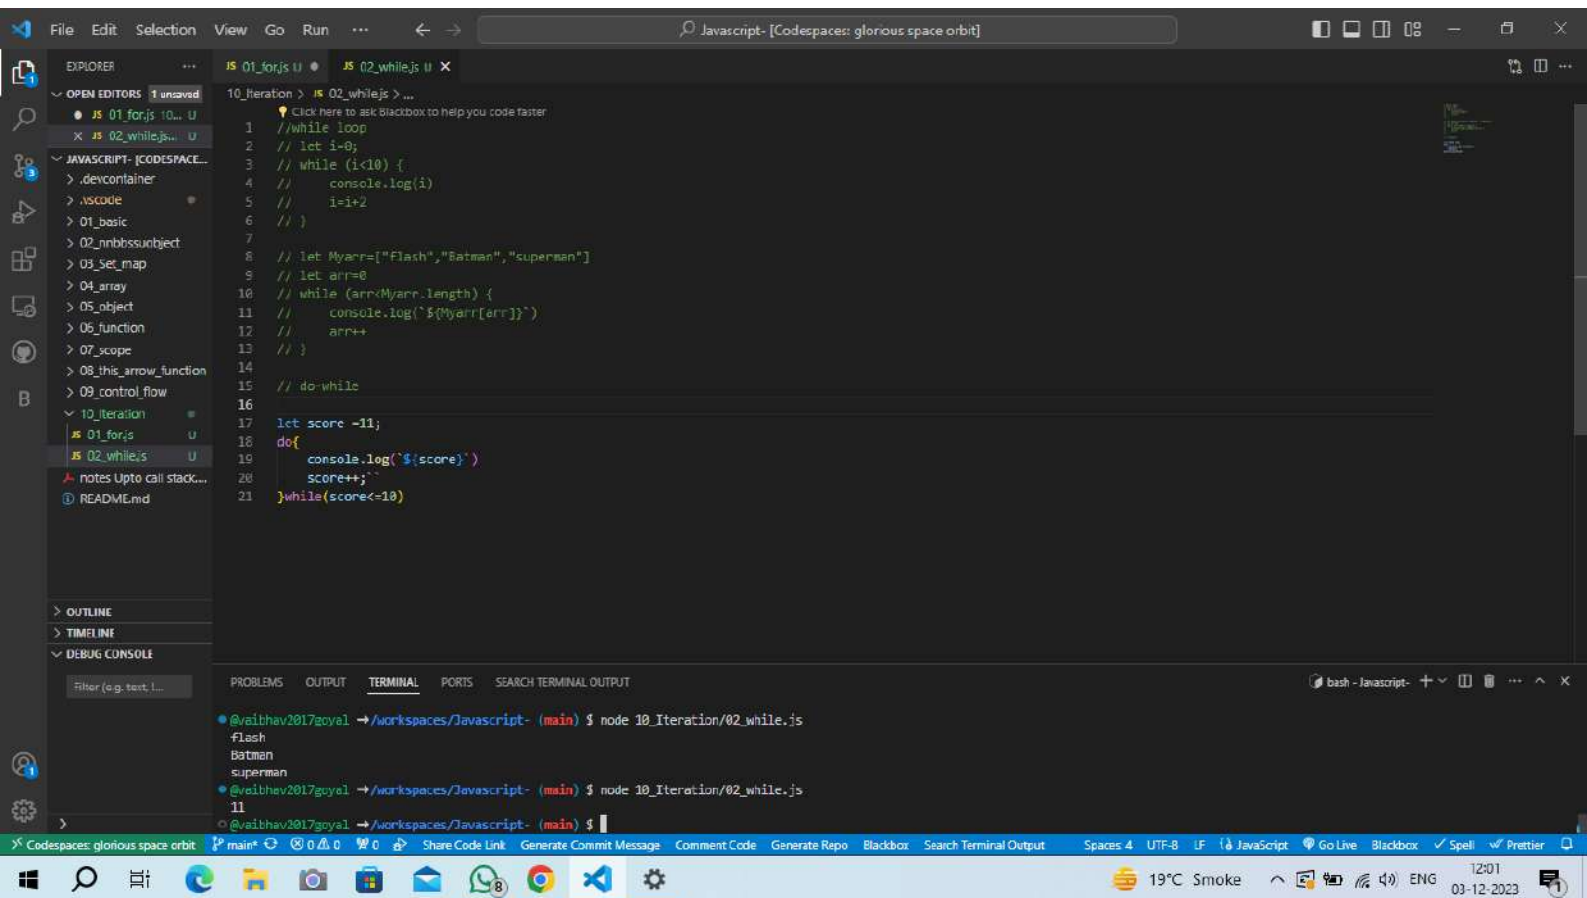 File Edit Selection View Go Run ··· Javascript- [Codespaces: glorious space orbit]
EXPLORER ···
JS 01_for.js U ● JS 02_while.js U X
OPEN EDITORS 1 unsaved
● JS 01_for.js 10... U
X JS 02_while.js... U
JAVASCRIPT- [CODESPACE...
> .devcontainer
> .vscode
> 01_basic
> 02_nnbbssuobject
> 03_Set_map
> 04_array
> 05_object
> 06_function
> 07_scope
> 08_this_arrow_function
> 09_control_flow
10_Iteration
JS 01_for.js U
JS 02_while.js U
notes Upto call stack....
README.md
> OUTLINE
> TIMELINE
DEBUG CONSOLE
Filter (e.g. text, !...
10_Iteration > JS 02_while.js > ...
Click here to ask Blackbox to help you code faster
1 //while loop
2 // let i=0;
3 // while (i<10) {
4 // console.log(i)
5 // i=i+2
6 // }
7
8 // let Myarr=["flash","Batman","superman"]
9 // let arr=0
10 // while (arr<Myarr.length) {
11 // console.log(`${Myarr[arr]}`)
12 // arr++
13 // }
14
15 // do-while
16
17 let score =11;
18 do{
19 console.log(`${score}`)
20 score++;``
21 }while(score<=10)
PROBLEMS OUTPUT TERMINAL PORTS SEARCH TERMINAL OUTPUT
bash - Javascript-
@vaibhav2017goyal →/workspaces/Javascript- (main) $ node 10_Iteration/02_while.js
flash
Batman
superman
@vaibhav2017goyal →/workspaces/Javascript- (main) $ node 10_Iteration/02_while.js
11
@vaibhav2017goyal →/workspaces/Javascript- (main) $
Codespaces: glorious space orbit main* 0 0 0 Share Code Link Generate Commit Message Comment Code Generate Repo Blackbox Search Terminal Output Spaces: 4 UTF-8 LF JavaScript Go Live Blackbox Spell Prettier
19°C Smoke ENG 12:01
03-12-2023